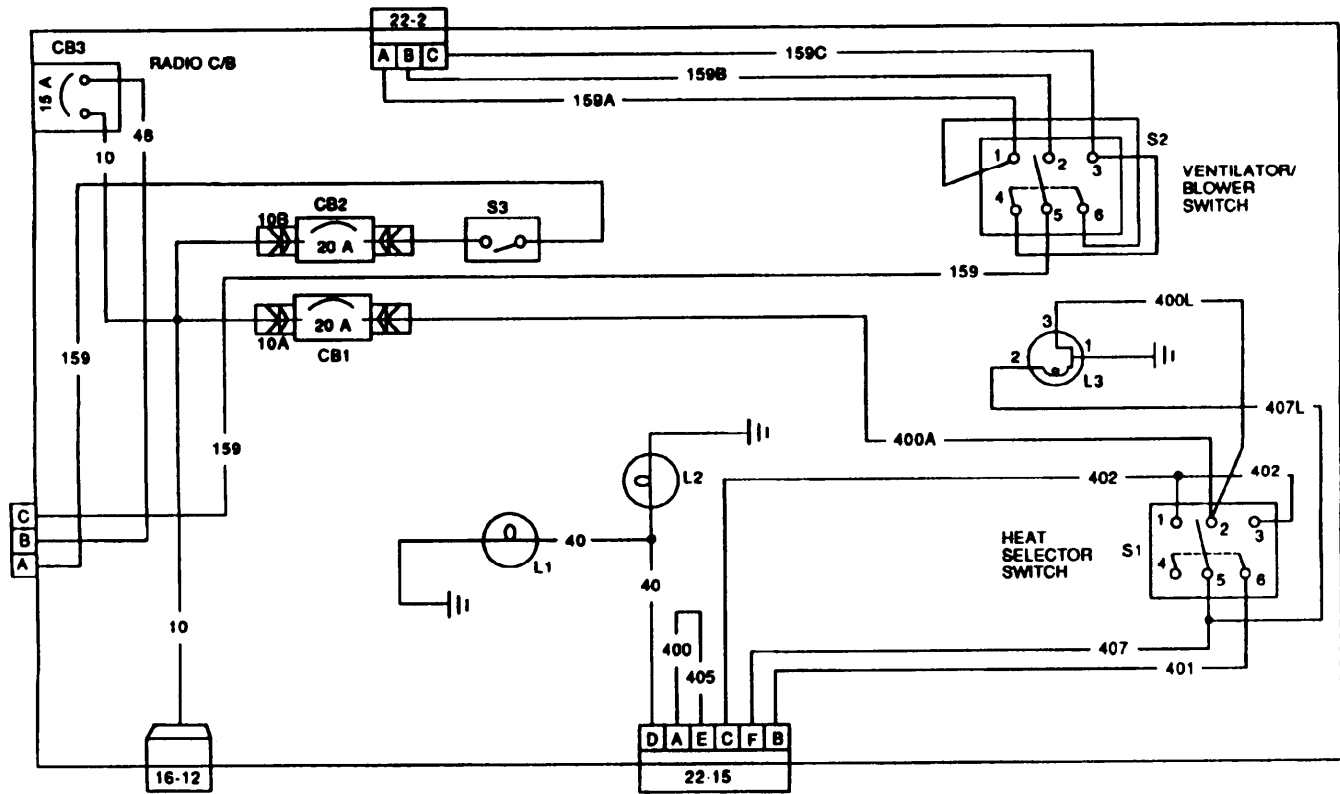 22-2
A B C
CB3
15 A
RADIO C/B
159C
159B
159A
48
10
S2
1 2 3
4 5 6
VENTILATOR/
BLOWER
SWITCH
10B
CB2
20 A
S3
159
400L
10A
20 A
CB1
3
2
1
L3
159
407L
159
400A
L2
402
402
C
B
A
L1
40
40
HEAT
SELECTOR
SWITCH
S1
1 2 3
4 5 6
10
400
405
407
401
D A E C F B
16-12
22-15